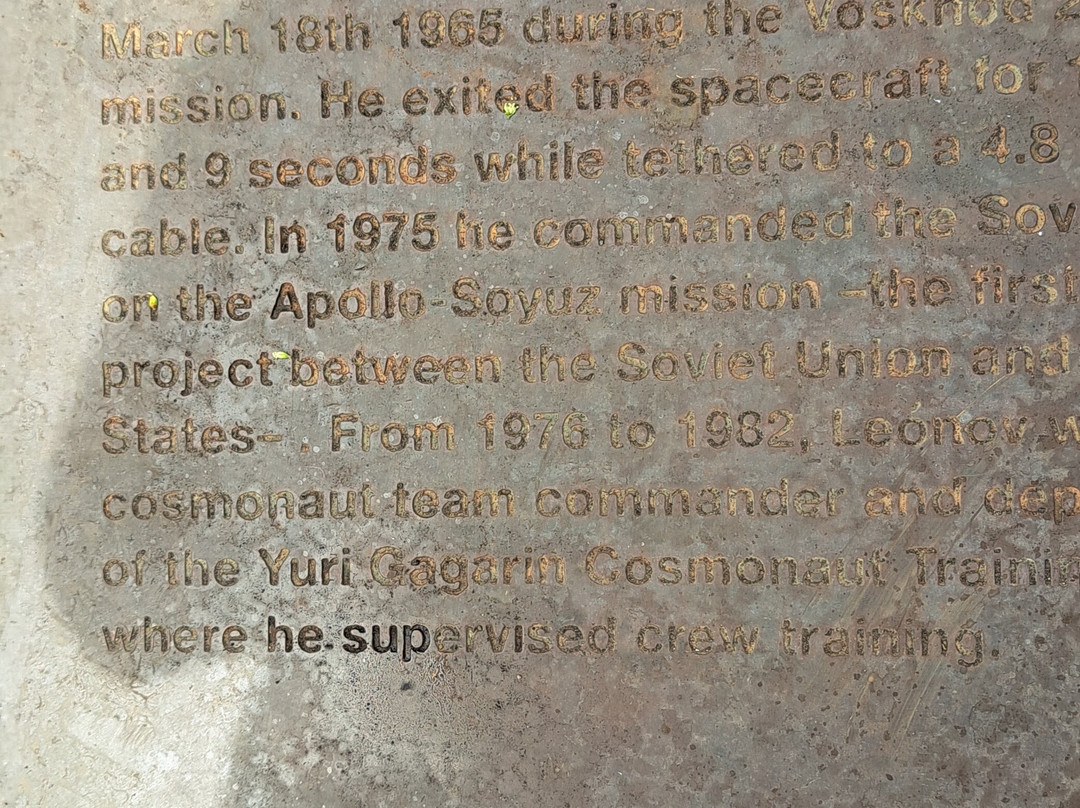 March 18th 1965 during the Voskhod 2
mission. He exited the spacecraft for
and 9 seconds while tethered to a 4.8
cable. In 1975 he commanded the Sov
on the Apollo-Soyuz mission –the first
project between the Soviet Union and
States- . From 1976 to 1982, Leónov w
cosmonaut team commander and dep
of the Yuri Gagarin Cosmonaut Trainin
where he supervised crew training.